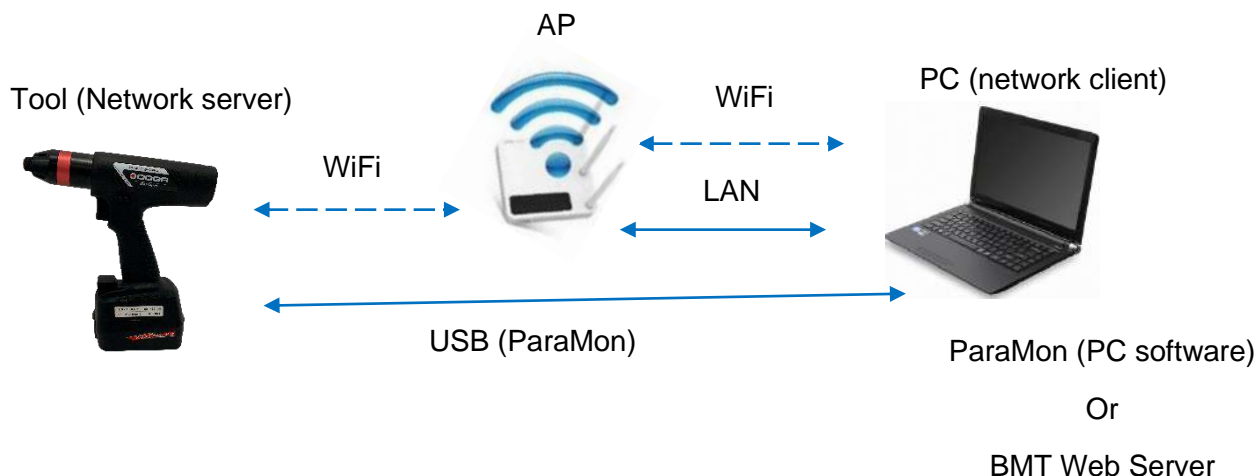 AP
PC (network client)
Tool (Network server)
WiFi
WiFi
LAN
USB (ParaMon)
ParaMon (PC software)
Or
BMT Web Server